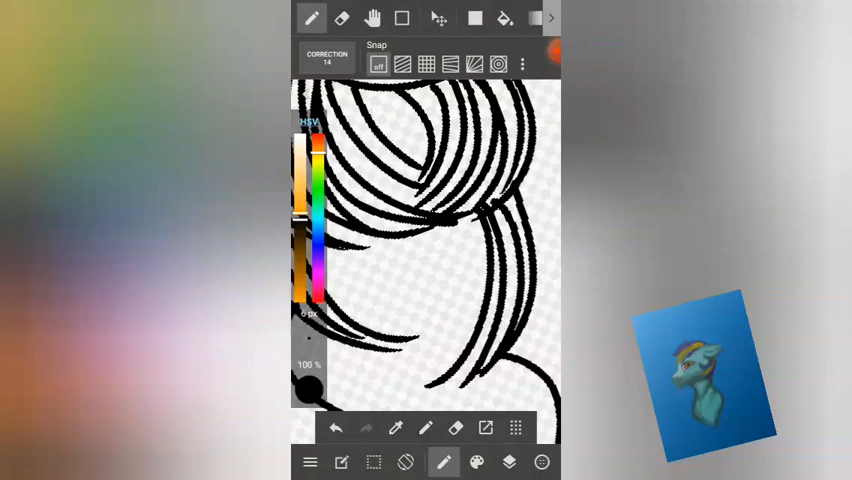 Snap
CORRECTION
14
off
HSV
6 px
100 %